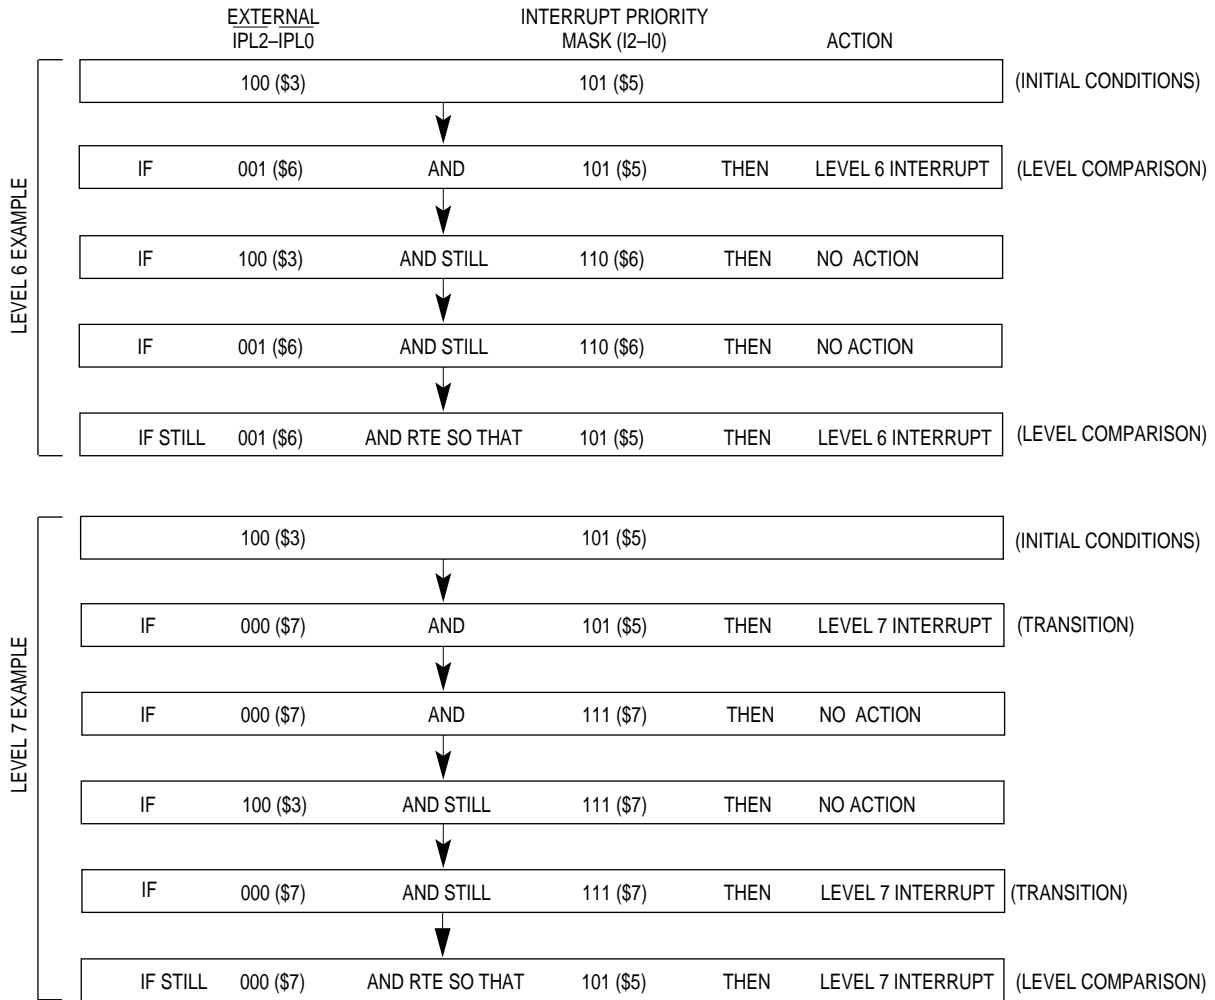 EXTERNAL INTERRUPT PRIORITY
IPL2–IPL0 MASK (I2–I0) ACTION
LEVEL 6 EXAMPLE
100 ($3) 101 ($5) (INITIAL CONDITIONS)
IF 001 ($6) AND 101 ($5) THEN LEVEL 6 INTERRUPT (LEVEL COMPARISON)
IF 100 ($3) AND STILL 110 ($6) THEN NO ACTION
IF 001 ($6) AND STILL 110 ($6) THEN NO ACTION
IF STILL 001 ($6) AND RTE SO THAT 101 ($5) THEN LEVEL 6 INTERRUPT (LEVEL COMPARISON)
LEVEL 7 EXAMPLE
100 ($3) 101 ($5) (INITIAL CONDITIONS)
IF 000 ($7) AND 101 ($5) THEN LEVEL 7 INTERRUPT (TRANSITION)
IF 000 ($7) AND 111 ($7) THEN NO ACTION
IF 100 ($3) AND STILL 111 ($7) THEN NO ACTION
IF 000 ($7) AND STILL 111 ($7) THEN LEVEL 7 INTERRUPT (TRANSITION)
IF STILL 000 ($7) AND RTE SO THAT 101 ($5) THEN LEVEL 7 INTERRUPT (LEVEL COMPARISON)